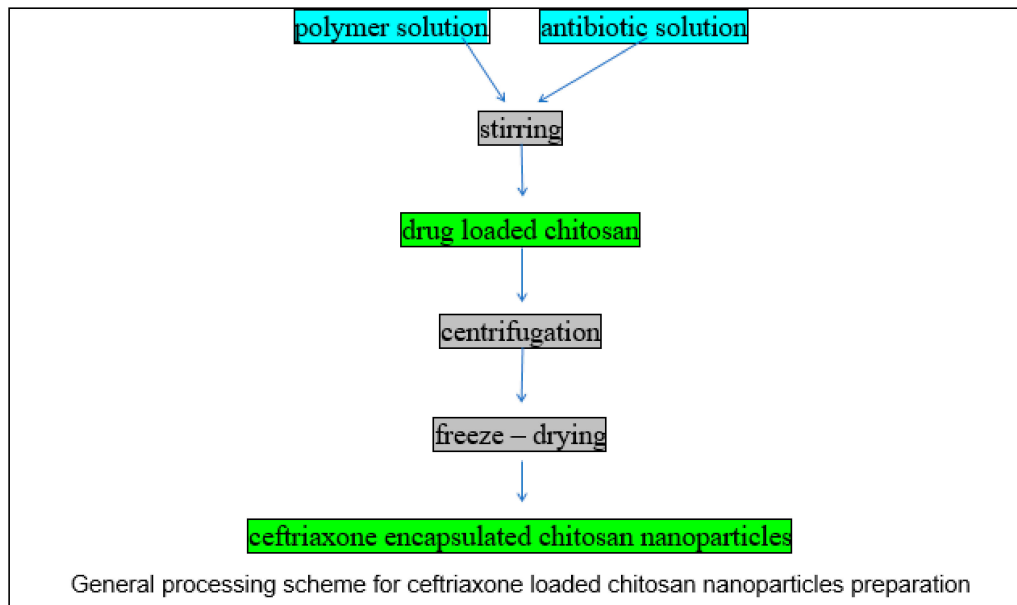 polymer solution
antibiotic solution
stirring
drug loaded chitosan
centrifugation
freeze – drying
ceftriaxone encapsulated chitosan nanoparticles
General processing scheme for ceftriaxone loaded chitosan nanoparticles preparation